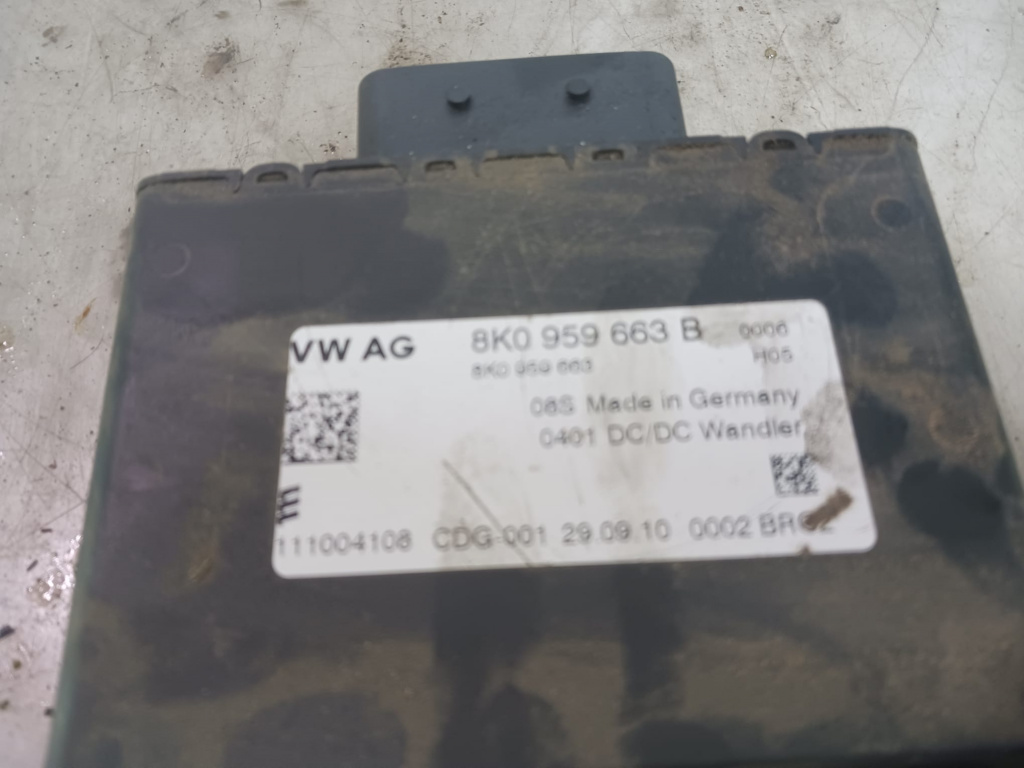 VW AG 8K0 959 663 B 0006
8K0 959 663 H05
08S Made in Germany
0401 DC/DC Wandler
111004108 CDG-001 29.09.10 0002